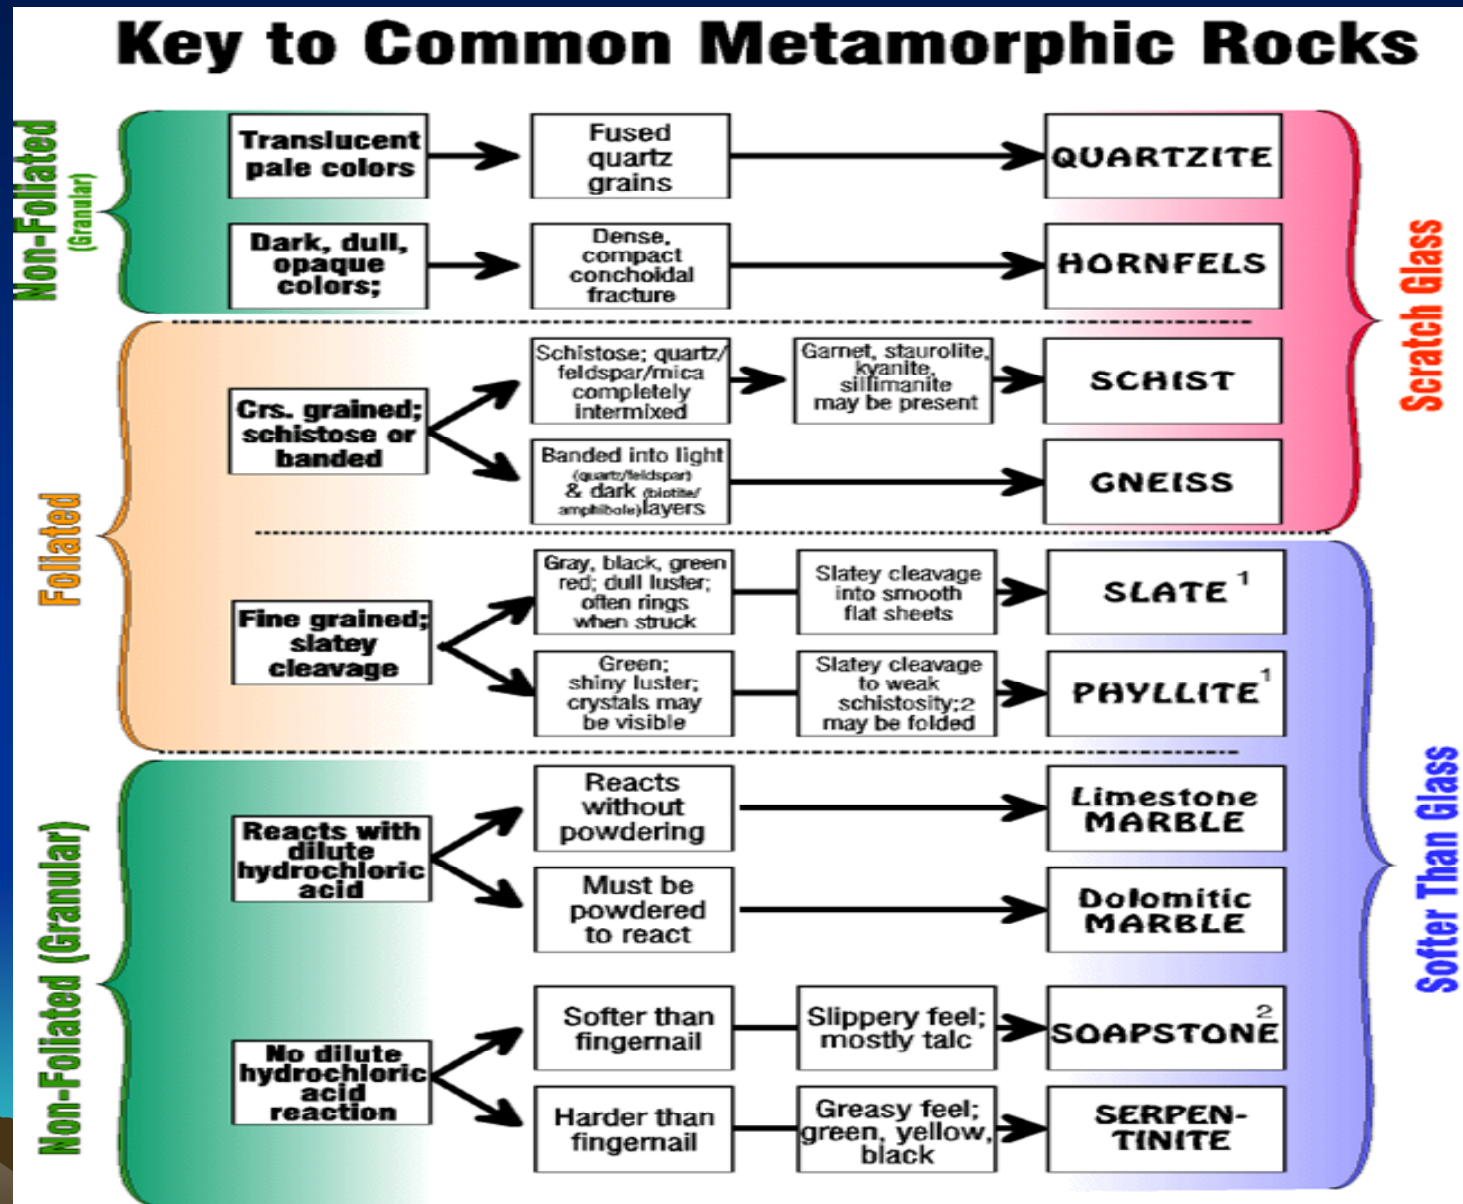 Key to Common Metamorphic Rocks
Non-Foliated
(Granular)
Translucent
pale colors
Fused
quartz
grains
QUARTZITE
Dark, dull,
opaque
colors;
Dense,
compact
conchoidal
fracture
HORNFELS
Scratch Glass
Foliated
Crs. grained;
schistose or
banded
Schistose; quartz/
feldspar/mica
completely
intermixed
Garnet, staurolite,
kyanite,
sillimanite
may be present
SCHIST
Banded into light
(quartz/feldspar)
& dark (biotite/
amphibole)layers
GNEISS
Fine grained;
slatey
cleavage
Gray, black, green
red; dull luster;
often rings
when struck
Slatey cleavage
into smooth
flat sheets
SLATE 1
Green;
shiny luster;
crystals may
be visible
Slatey cleavage
to weak
schistosity;2
may be folded
PHYLLITE 1
Softer Than Glass
Non-Foliated (Granular)
Reacts with
dilute
hydrochloric
acid
Reacts
without
powdering
Limestone
MARBLE
Must be
powdered
to react
Dolomitic
MARBLE
No dilute
hydrochloric
acid
reaction
Softer than
fingernail
Slippery feel;
mostly talc
SOAPSTONE 2
Harder than
fingernail
Greasy feel;
green, yellow,
black
SERPEN-
TINITE